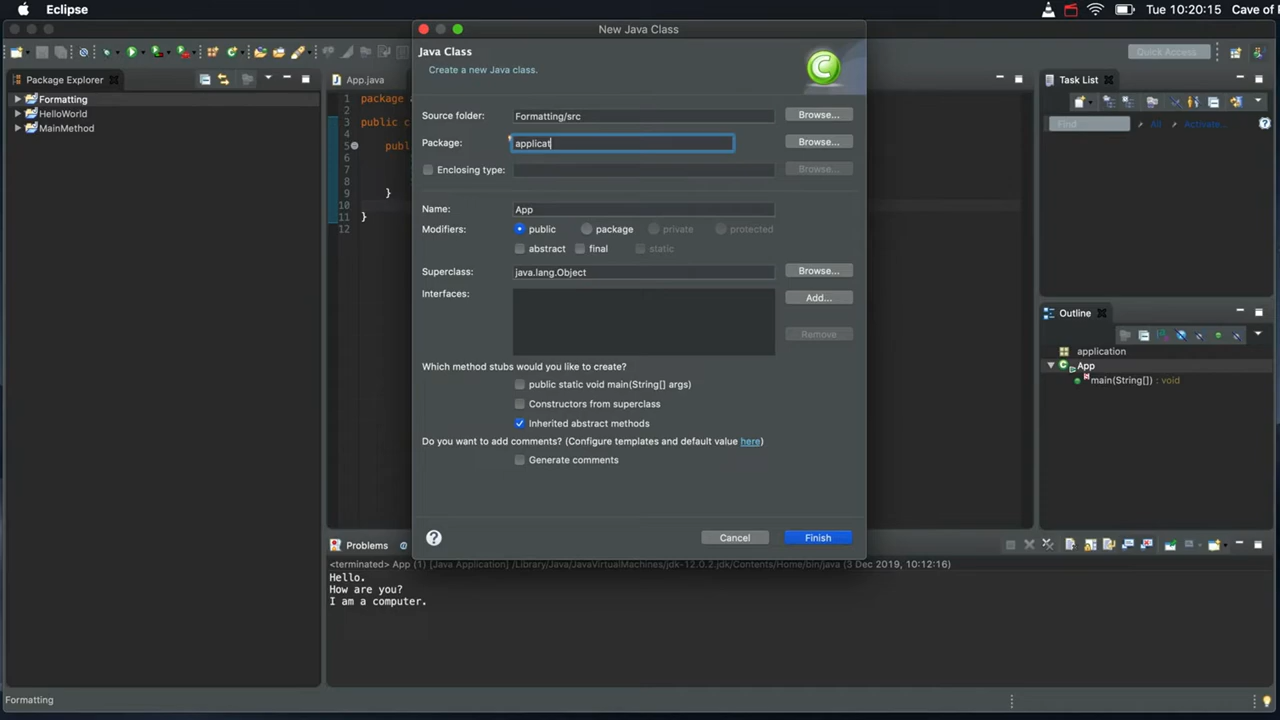 Eclipse
Tue 10:20:15 Cave of
New Java Class
Quick Access
Java Class
Create a new Java class.
Package Explorer
App.java
Task List
Formatting
HelloWorld
MainMethod
Find
All
Activate...
1 package a
2
3 public c
4
5 publ
6
7
8
9 }
10
11 }
12
Source folder: Formatting/src Browse...
Package: applicat Browse...
Enclosing type: Browse...
Name: App
Modifiers: public package private protected
abstract final static
Superclass: java.lang.Object Browse...
Interfaces: Add...
Remove
Which method stubs would you like to create?
public static void main(String[] args)
Constructors from superclass
Inherited abstract methods
Do you want to add comments? (Configure templates and default value here)
Generate comments
Cancel Finish
Outline
application
App
main(String[]) : void
Problems
<terminated> App (1) [Java Application] /Library/Java/JavaVirtualMachines/jdk-12.0.2.jdk/Contents/Home/bin/java (3 Dec 2019, 10:12:16)
Hello.
How are you?
I am a computer.
Formatting